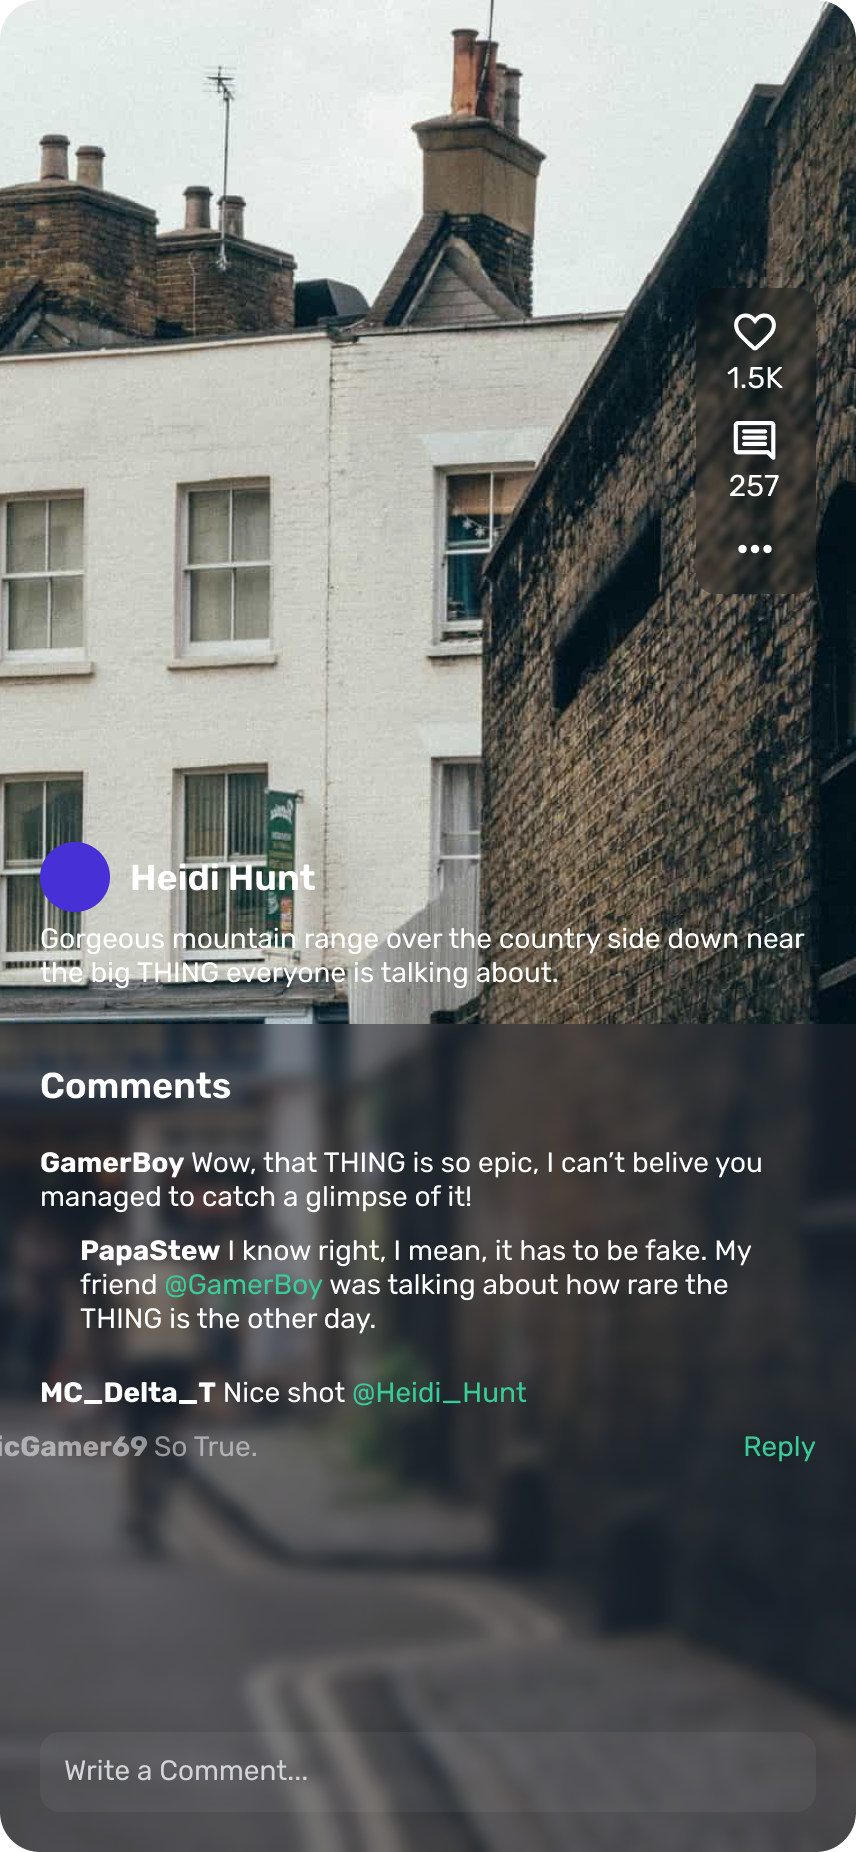 1.5K
257
Heidi Hunt
Gorgeous mountain range over the country side down near
the big THING everyone is talking about.
Comments
GamerBoy Wow, that THING is so epic, I can’t belive you
managed to catch a glimpse of it!
PapaStew I know right, I mean, it has to be fake. My
friend @GamerBoy was talking about how rare the
THING is the other day.
MC_Delta_T Nice shot @Heidi_Hunt
icGamer69 So True.
Reply
Write a Comment...